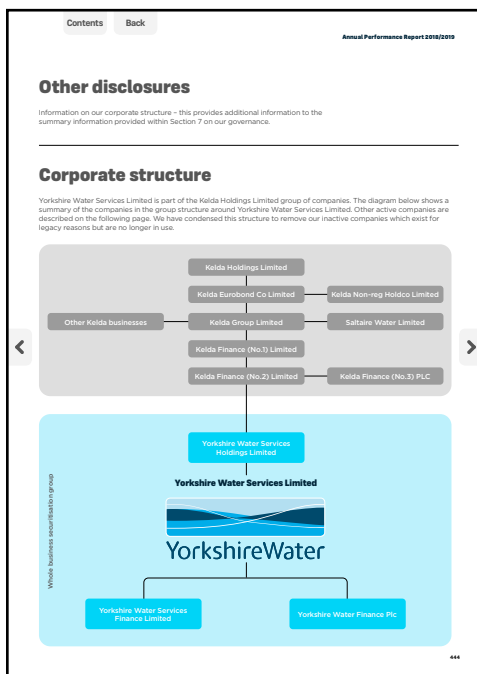 Contents Back
Annual Performance Report 2018/2019
Other disclosures
Information on our corporate structure – this provides additional information to the
summary information provided within Section 7 on our governance.
Corporate structure
Yorkshire Water Services Limited is part of the Kelda Holdings Limited group of companies. The diagram below shows a
summary of the companies in the group structure around Yorkshire Water Services Limited. Other active companies are
described on the following page. We have condensed this structure to remove our inactive companies which exist for
legacy reasons but are no longer in use.
Kelda Holdings Limited
Kelda Eurobond Co Limited Kelda Non-reg Holdco Limited
Other Kelda businesses Kelda Group Limited Saltaire Water Limited
Kelda Finance (No.1) Limited
Kelda Finance (No.2) Limited Kelda Finance (No.3) PLC
Yorkshire Water Services
Holdings Limited
Yorkshire Water Services Limited
Whole business securitisation group
YorkshireWater
Yorkshire Water Services
Finance Limited
Yorkshire Water Finance Plc
444